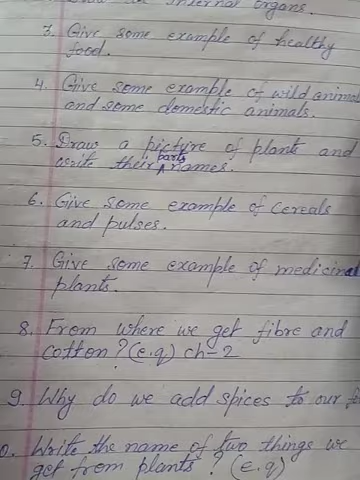 internal organs.
3. Give some example of healthy
food.
4. Give some example of wild animal
and some domestic animals.
5. Draw a picture of plants and
write their parts names.
6. Give some example of cereals
and pulses.
7. Give some example of medicinal
plants.
8. From where we get fibre and
cotton? (e.q) ch-2
9. Why do we add spices to our
0. Write the name of two things we
get from plants? (e.q)